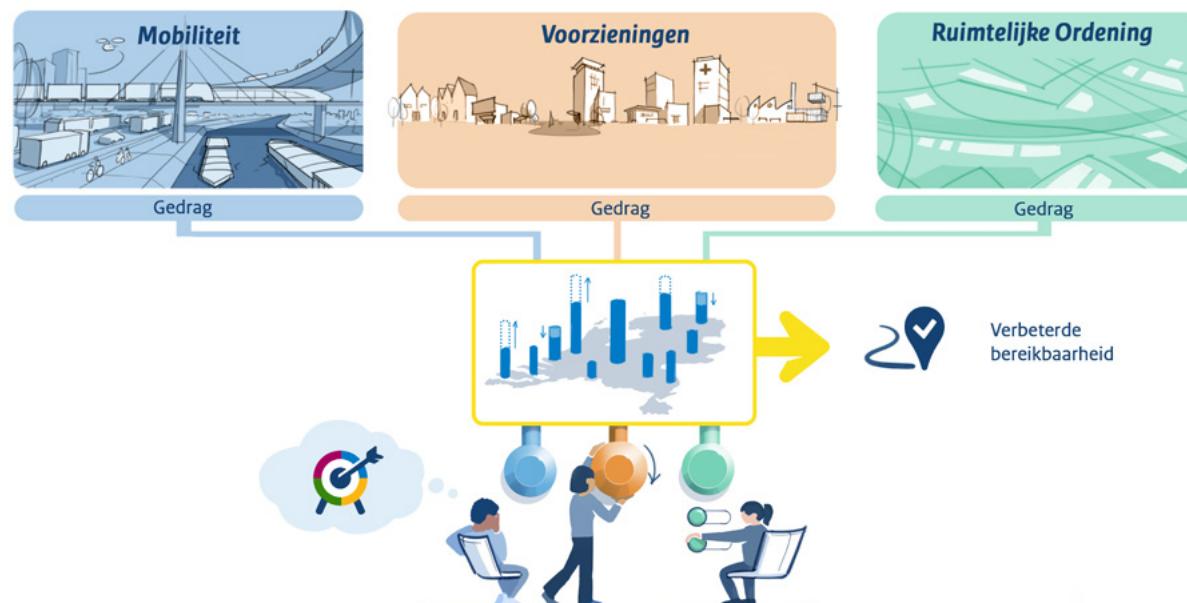 Mobiliteit
Voorzieningen
Ruimtelijke Ordening
Gedrag
Gedrag
Gedrag
Verbeterde
bereikbaarheid